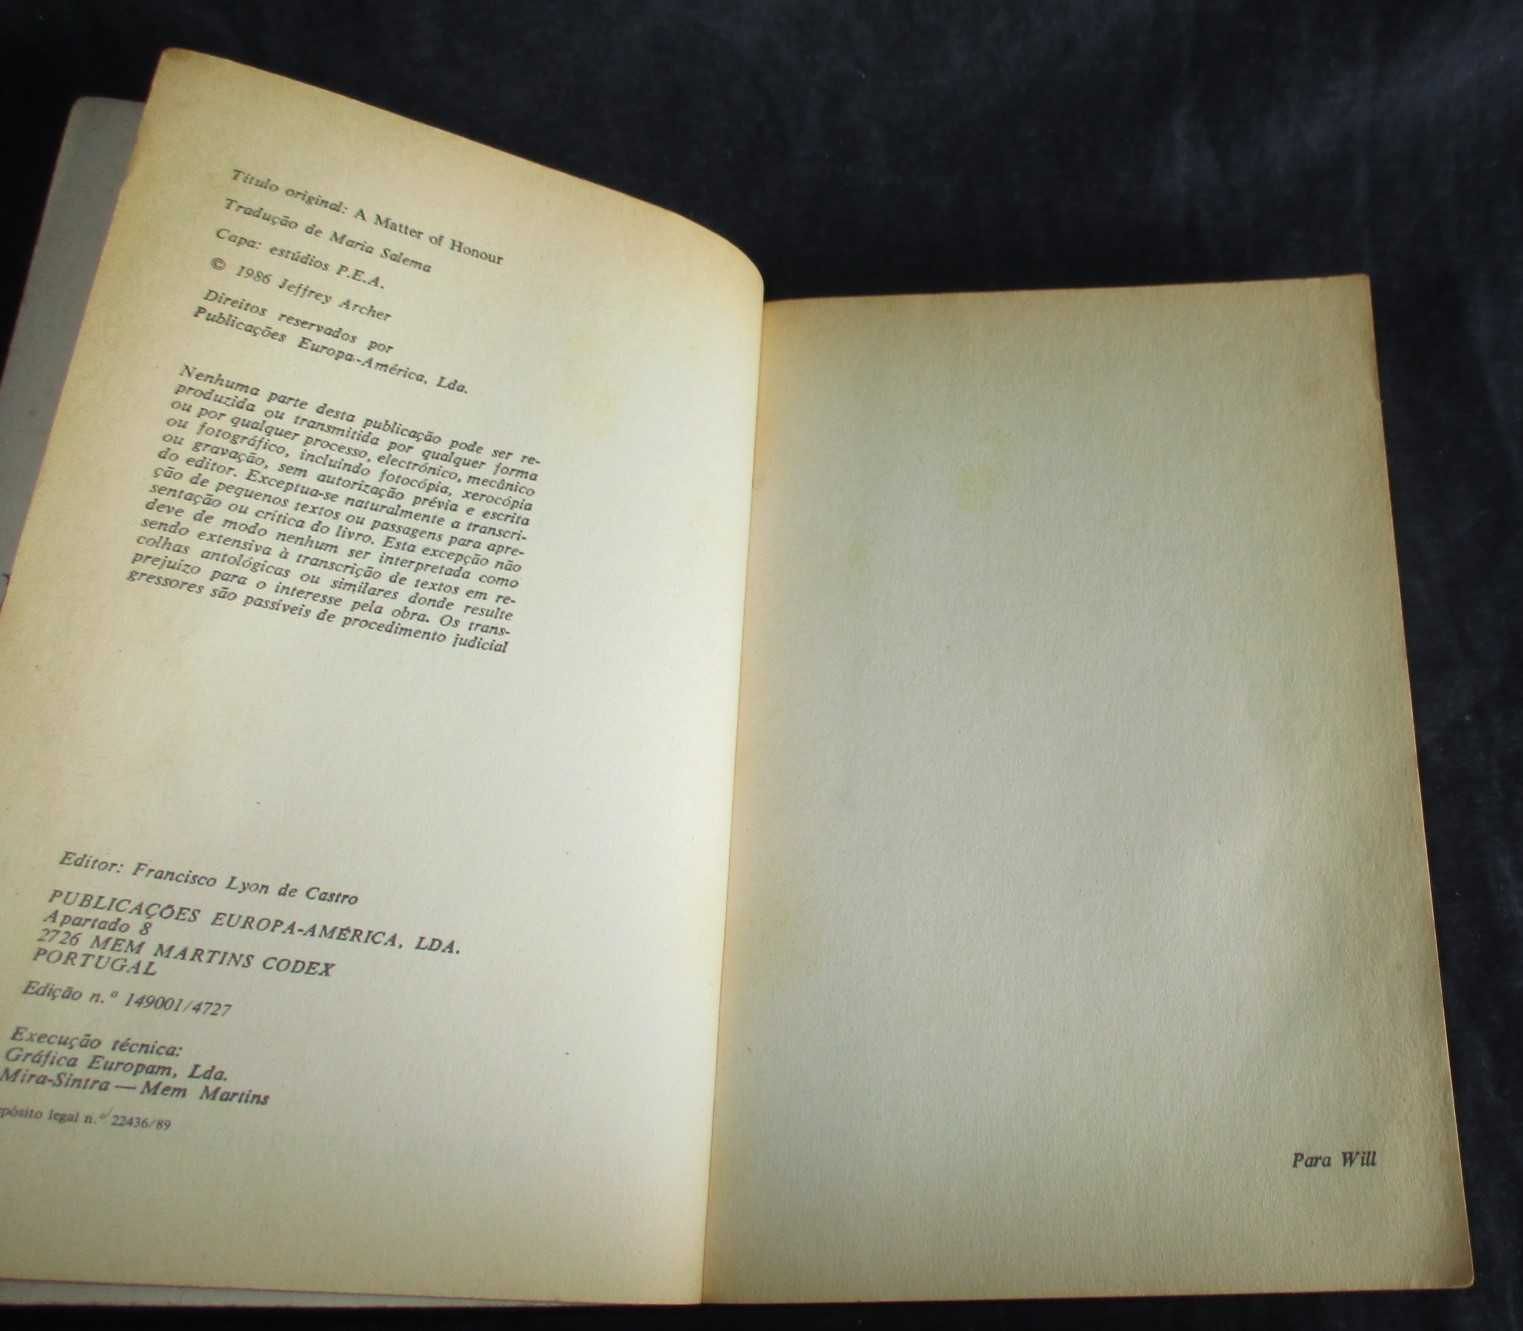 Título original: A Matter of Honour
Tradução de Maria Salema
Capa: estúdios P.E.A.
© 1986 Jeffrey Archer
Direitos reservados por
Publicações Europa-América, Lda.
Nenhuma parte desta publicação pode ser re-
produzida ou transmitida por qualquer forma
ou por qualquer processo, electrónico, mecânico
ou fotográfico, incluindo fotocópia, xerocópia
ou gravação, sem autorização prévia e escrita
do editor. Exceptua-se naturalmente a transcri-
ção de pequenos textos ou passagens para apre-
sentação ou crítica do livro. Esta excepção não
deve de modo nenhum ser interpretada como
sendo extensiva à transcrição de textos em re-
colhas antológicas ou similares donde resulte
prejuízo para o interesse pela obra. Os trans-
gressores são passíveis de procedimento judicial
Editor: Francisco Lyon de Castro
PUBLICAÇÕES EUROPA-AMÉRICA, LDA.
Apartado 8
2726 MEM MARTINS CODEX
PORTUGAL
Edição n.º 149001/4727
Execução técnica:
Gráfica Europam, Lda.
Mira-Sintra — Mem Martins
epósito legal n.º 22436/89
Para Will